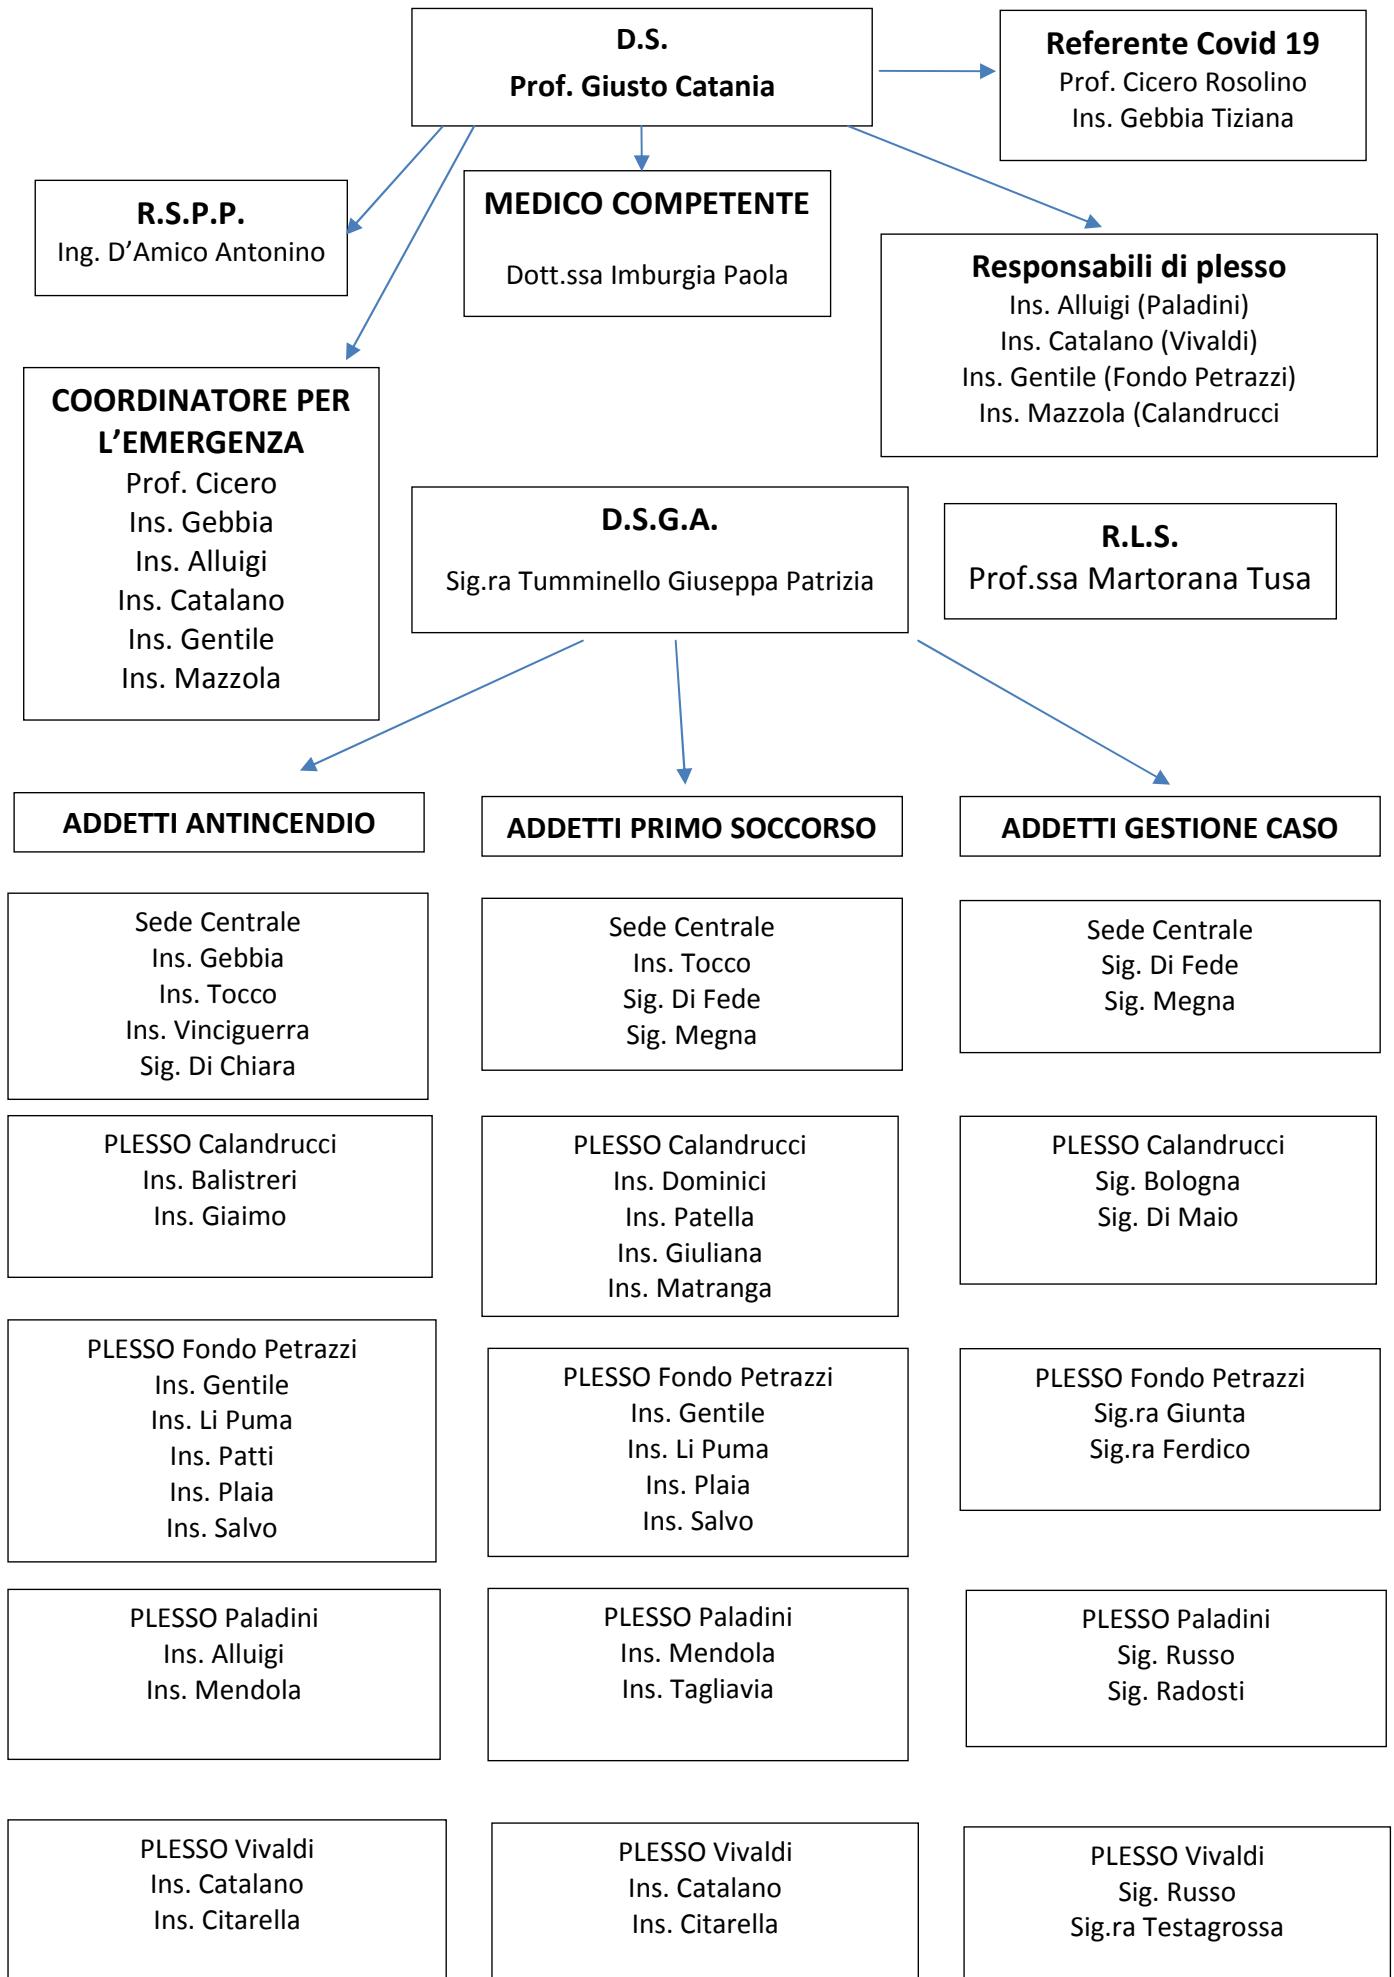 D.S.
Prof. Giusto Catania
Referente Covid 19
Prof. Cicero Rosolino
Ins. Gebbia Tiziana
R.S.P.P.
Ing. D’Amico Antonino
MEDICO COMPETENTE
Dott.ssa Imburgia Paola
Responsabili di plesso
Ins. Alluigi (Paladini)
Ins. Catalano (Vivaldi)
Ins. Gentile (Fondo Petrazzi)
Ins. Mazzola (Calandrucci
COORDINATORE PER
L’EMERGENZA
Prof. Cicero
Ins. Gebbia
Ins. Alluigi
Ins. Catalano
Ins. Gentile
Ins. Mazzola
D.S.G.A.
Sig.ra Tumminello Giuseppa Patrizia
R.L.S.
Prof.ssa Martorana Tusa
ADDETTI ANTINCENDIO
ADDETTI PRIMO SOCCORSO
ADDETTI GESTIONE CASO
Sede Centrale
Ins. Gebbia
Ins. Tocco
Ins. Vinciguerra
Sig. Di Chiara
Sede Centrale
Ins. Tocco
Sig. Di Fede
Sig. Megna
Sede Centrale
Sig. Di Fede
Sig. Megna
PLESSO Calandrucci
Ins. Balistreri
Ins. Giaimo
PLESSO Calandrucci
Ins. Dominici
Ins. Patella
Ins. Giuliana
Ins. Matranga
PLESSO Calandrucci
Sig. Bologna
Sig. Di Maio
PLESSO Fondo Petrazzi
Ins. Gentile
Ins. Li Puma
Ins. Patti
Ins. Plaia
Ins. Salvo
PLESSO Fondo Petrazzi
Ins. Gentile
Ins. Li Puma
Ins. Plaia
Ins. Salvo
PLESSO Fondo Petrazzi
Sig.ra Giunta
Sig.ra Ferdico
PLESSO Paladini
Ins. Alluigi
Ins. Mendola
PLESSO Paladini
Ins. Mendola
Ins. Tagliavia
PLESSO Paladini
Sig. Russo
Sig. Radosti
PLESSO Vivaldi
Ins. Catalano
Ins. Citarella
PLESSO Vivaldi
Ins. Catalano
Ins. Citarella
PLESSO Vivaldi
Sig. Russo
Sig.ra Testagrossa